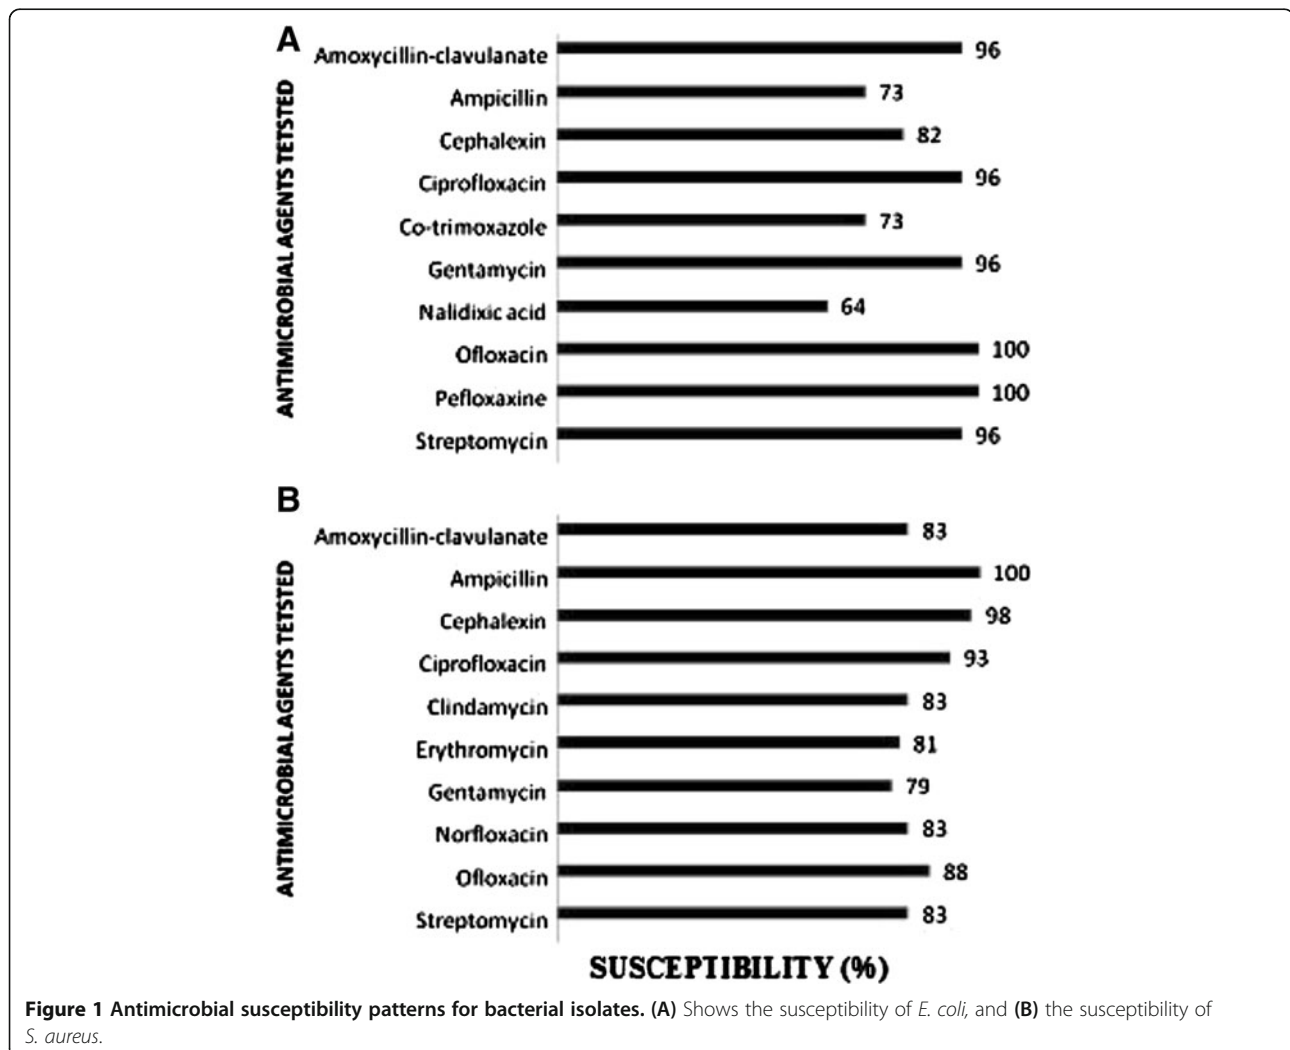 A
ANTIMICROBIAL AGENTS TETSTED
Amoxycillin-clavulanate 96
Ampicillin 73
Cephalexin 82
Ciprofloxacin 96
Co-trimoxazole 73
Gentamycin 96
Nalidixic acid 64
Ofloxacin 100
Pefloxaxine 100
Streptomycin 96
B
ANTIMICROBIAL AGENTS TETSTED
Amoxycillin-clavulanate 83
Ampicillin 100
Cephalexin 98
Ciprofloxacin 93
Clindamycin 83
Erythromycin 81
Gentamycin 79
Norfloxacin 83
Ofloxacin 88
Streptomycin 83
SUSCEPTIBILITY (%)
Figure 1 Antimicrobial susceptibility patterns for bacterial isolates. (A) Shows the susceptibility of E. coli, and (B) the susceptibility of
S. aureus.